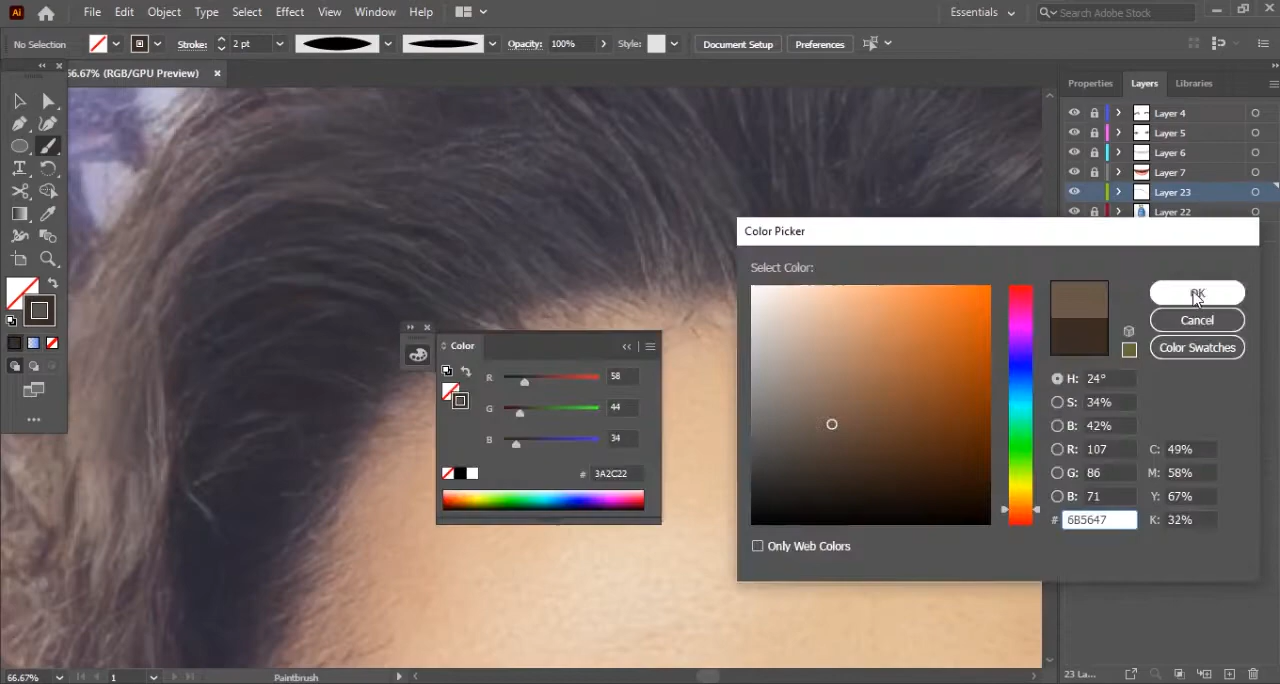 Ai File Edit Object Type Select Effect View Window Help Essentials Search Adobe Stock
No Selection Stroke: 2 pt Opacity: 100% Style: Document Setup Preferences
66.67% (RGB/GPU Preview) × Properties Layers Libraries
Layer 4
Layer 5
Layer 6
Layer 7
Layer 23
Layer 22
Color Picker
Select Color:
OK
Cancel
Color Swatches
H: 24°
S: 34%
B: 42%
R: 107 C: 49%
G: 86 M: 58%
B: 71 Y: 67%
# 6B5647 K: 32%
Only Web Colors
Color
R 58
G 44
B 34
# 3A2C22
66.67% 1 Paintbrush 23 La...